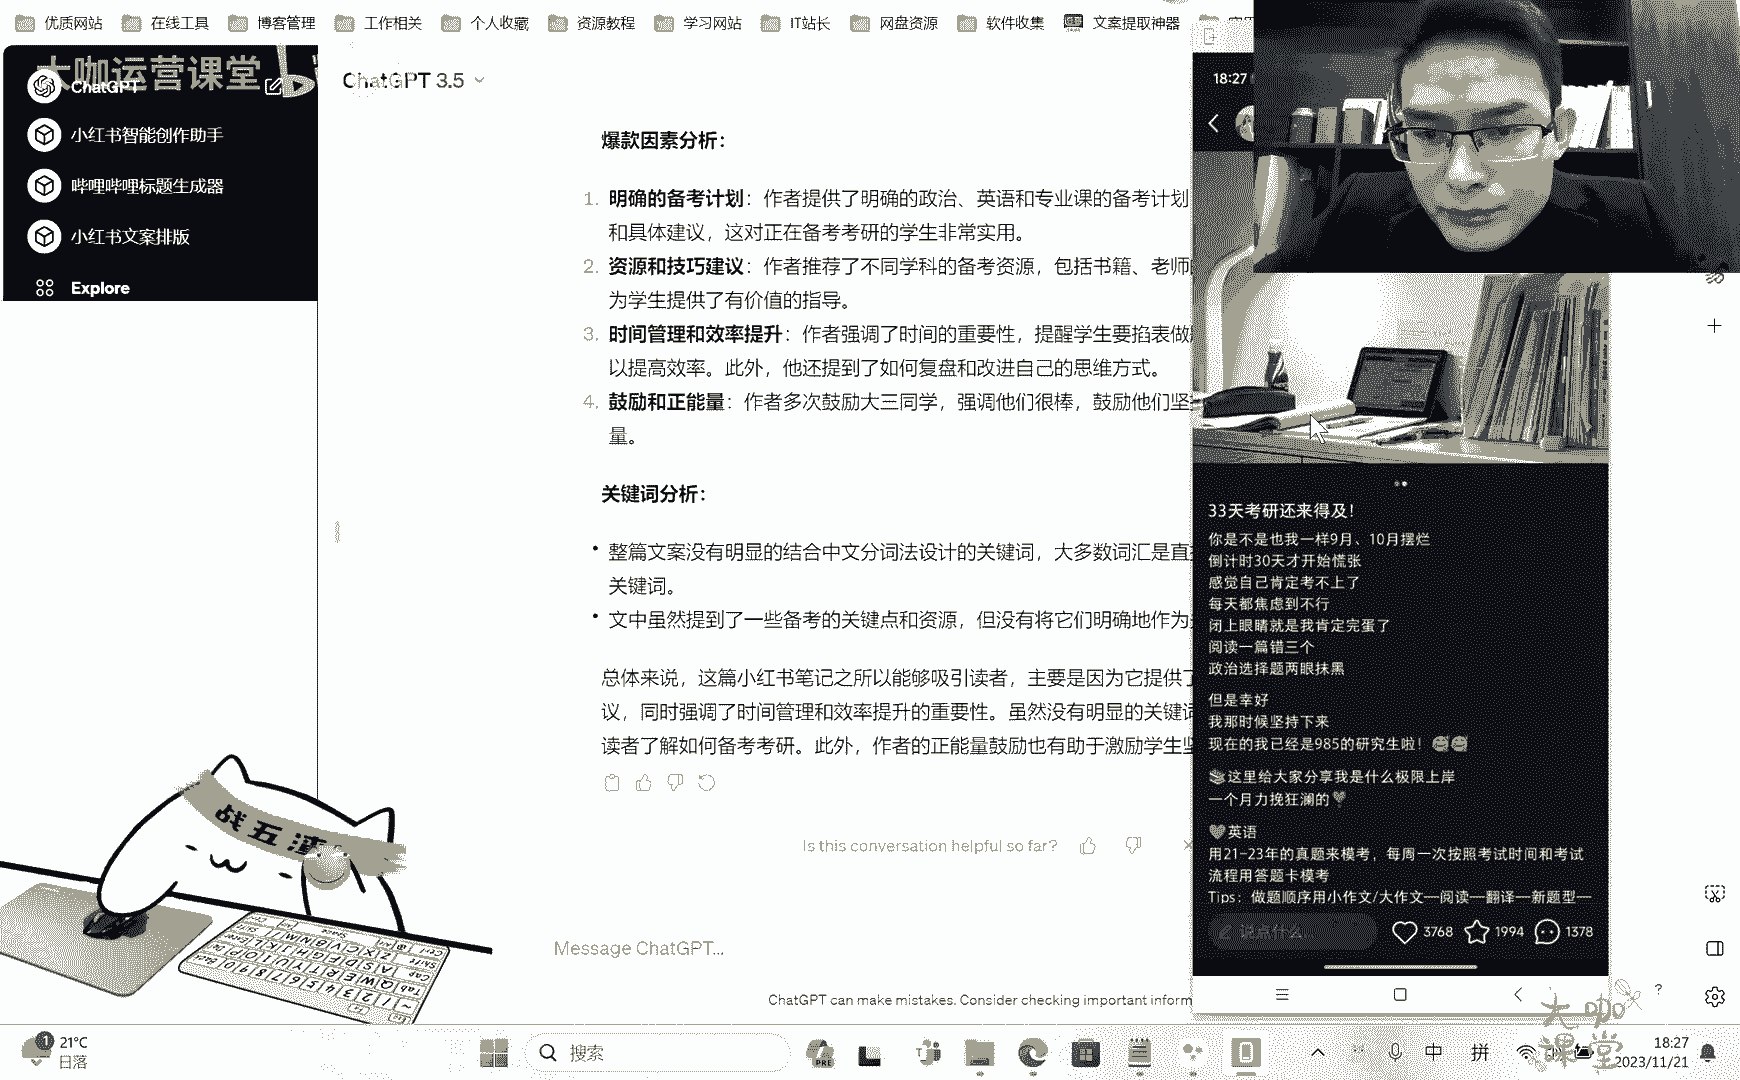 优质网站 在线工具 博客管理 工作相关 个人收藏 资源教程 学习网站 IT站长 网盘资源 软件收集 文案提取神器
大咖运营课堂
ChatGPT
小红书智能创作助手
哔哩哔哩标题生成器
小红书文案排版
Explore
ChatGPT 3.5
爆款因素分析：
1. 明确的备考计划：作者提供了明确的政治、英语和专业课的备考计划
和具体建议，这对正在备考考研的学生非常实用。
2. 资源和技巧建议：作者推荐了不同学科的备考资源，包括书籍、老师
为学生提供了有价值的指导。
3. 时间管理和效率提升：作者强调了时间的重要性，提醒学生要掐表做
以提高效率。此外，他还提到了如何复盘和改进自己的思维方式。
4. 鼓励和正能量：作者多次鼓励大三同学，强调他们很棒，鼓励他们坚
量。
关键词分析：
• 整篇文案没有明显的结合中文分词法设计的关键词，大多数词汇是直
关键词。
• 文中虽然提到了一些备考的关键点和资源，但没有将它们明确地作为
总体来说，这篇小红书笔记之所以能够吸引读者，主要是因为它提供了
议，同时强调了时间管理和效率提升的重要性。虽然没有明显的关键词
读者了解如何备考考研。此外，作者的正能量鼓励也有助于激励学生坚
Is this conversation helpful so far?
Message ChatGPT...
ChatGPT can make mistakes. Consider checking important inform
18:27
33天考研还来得及！
你是不是也我一样9月、10月摆烂
倒计时30天才开始慌张
感觉自己肯定考不上了
每天都焦虑到不行
闭上眼睛就是我肯定完蛋了
阅读一篇错三个
政治选择题两眼抹黑
但是幸好
我那时候坚持下来
现在的我已经是985的研究生啦！🥰🥰
📚这里给大家分享我是什么极限上岸
一个月力挽狂澜的❤️
❤️英语
用21-23年的真题来模考，每周一次按照考试时间和考试
流程用答题卡模考
Tips：做题顺序用小作文/大作文—阅读—翻译—新题型—
说点什么...
3768 1994 1378
战五渣
大咖
课堂
21°C
日落
搜索
中 拼
18:27
2023/11/21